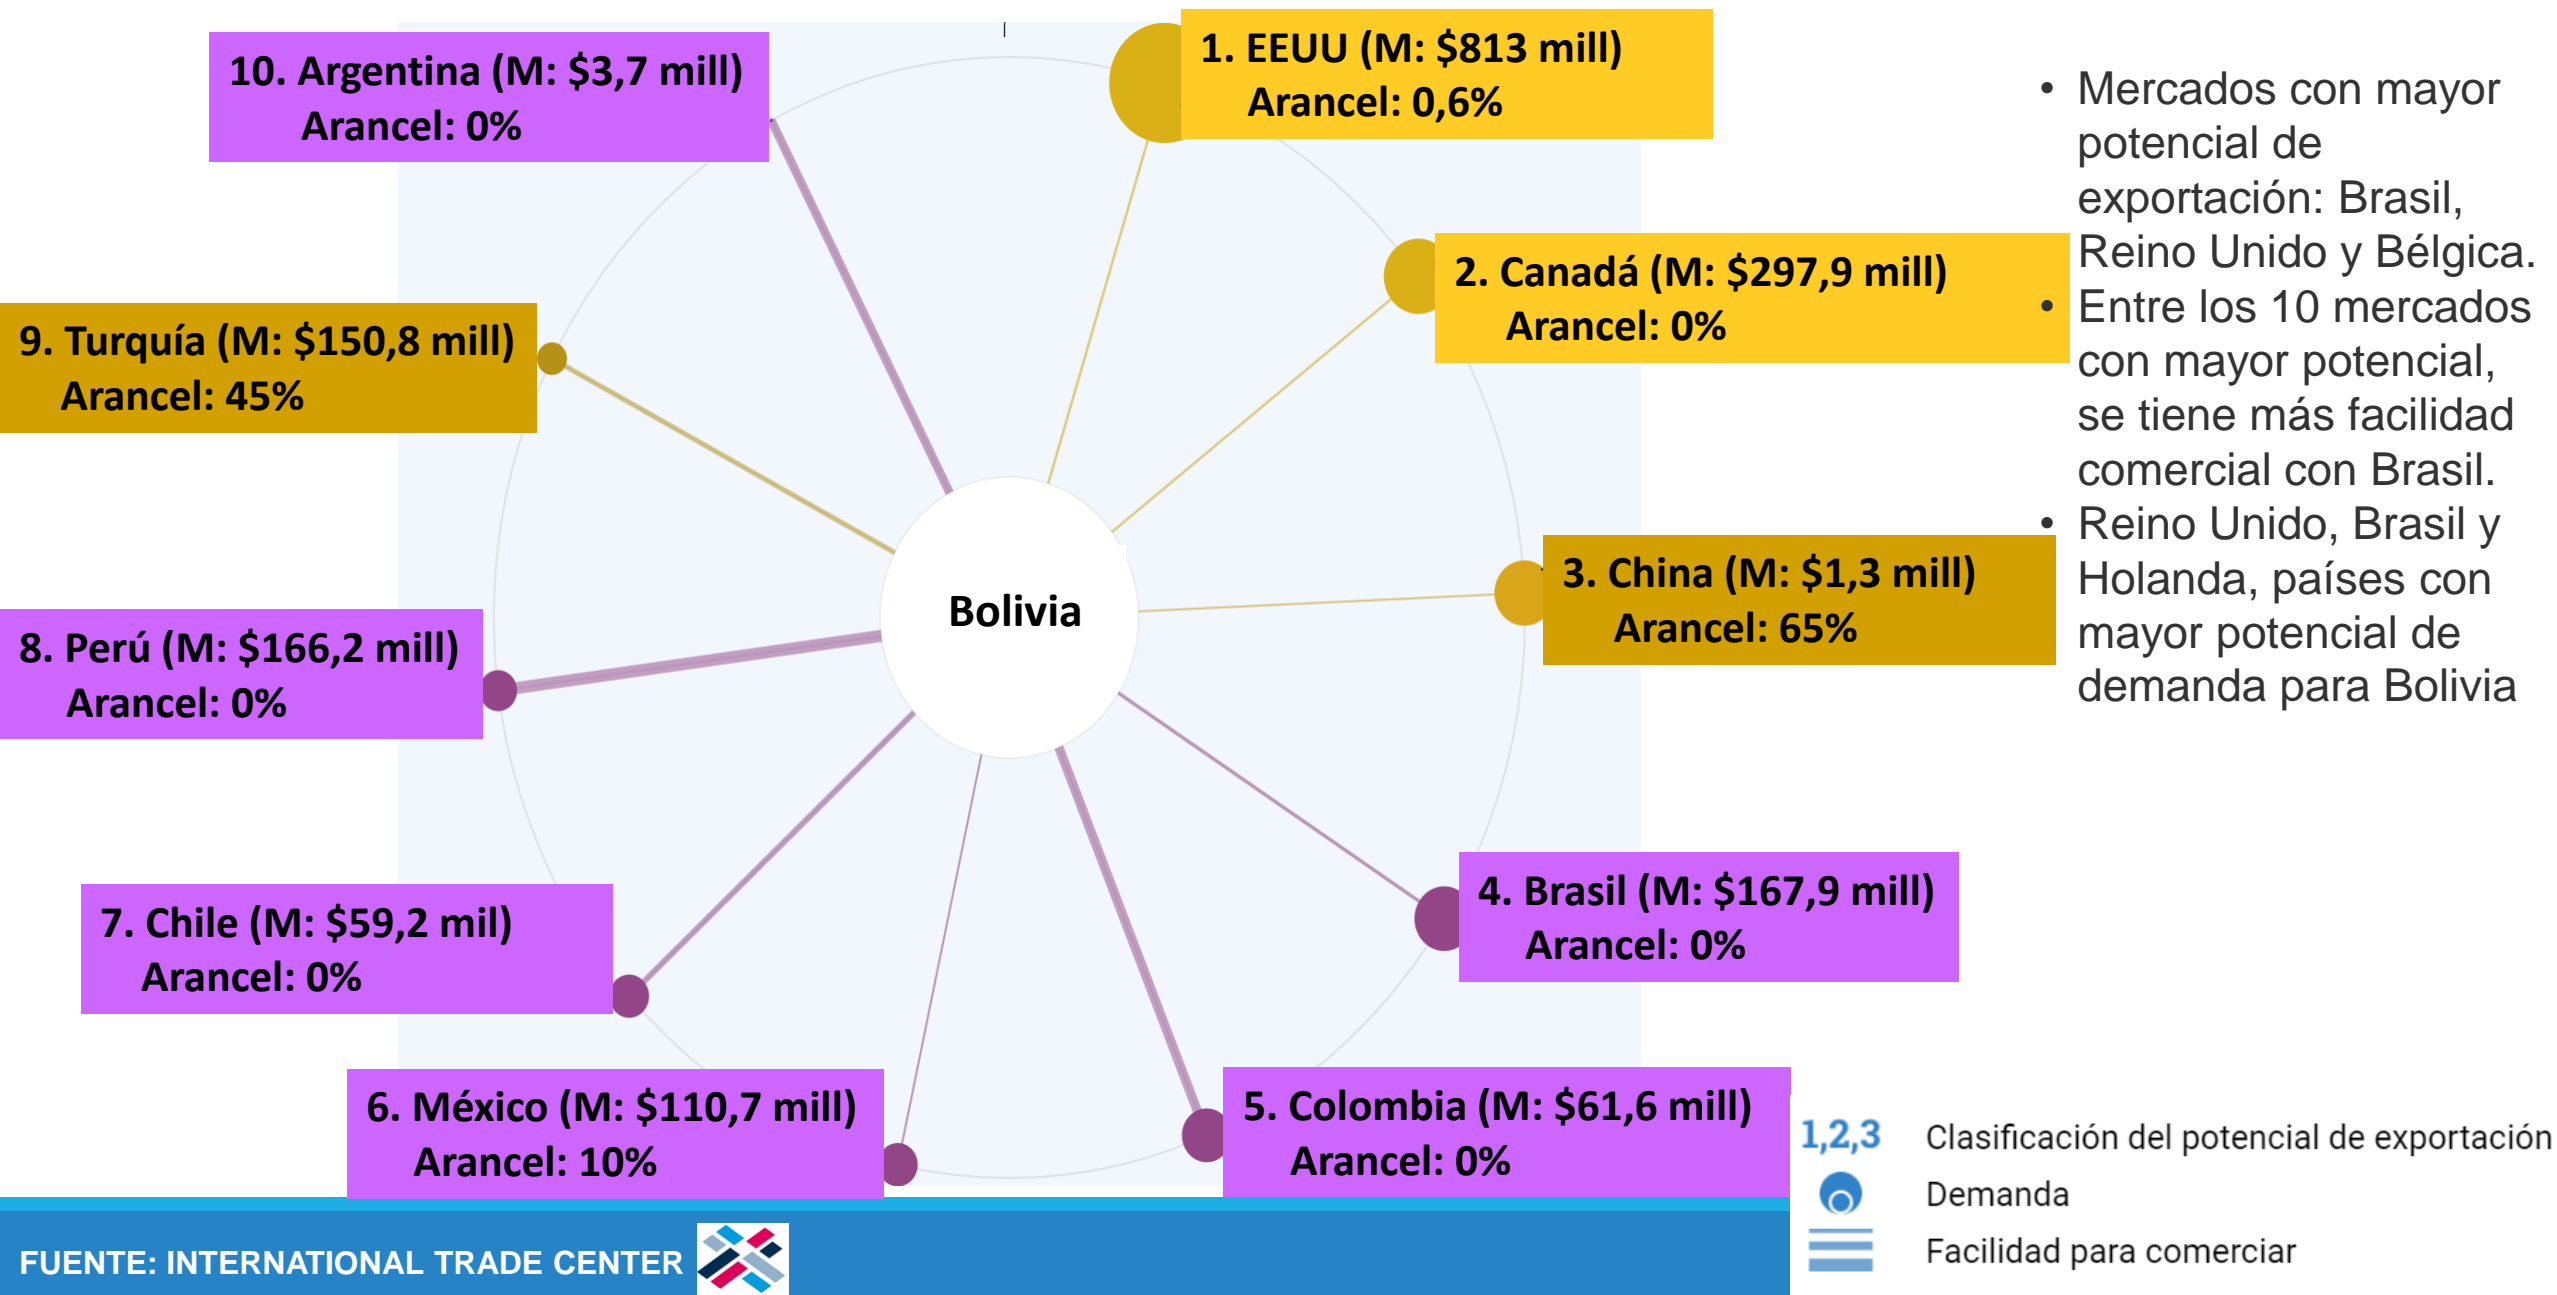 10. Argentina (M: $3,7 mill)
Arancel: 0%
1. EEUU (M: $813 mill)
Arancel: 0,6%
2. Canadá (M: $297,9 mill)
Arancel: 0%
9. Turquía (M: $150,8 mill)
Arancel: 45%
3. China (M: $1,3 mill)
Arancel: 65%
Bolivia
8. Perú (M: $166,2 mill)
Arancel: 0%
4. Brasil (M: $167,9 mill)
Arancel: 0%
7. Chile (M: $59,2 mil)
Arancel: 0%
6. México (M: $110,7 mill)
Arancel: 10%
5. Colombia (M: $61,6 mill)
Arancel: 0%
• Mercados con mayor
potencial de
exportación: Brasil,
Reino Unido y Bélgica.
• Entre los 10 mercados
con mayor potencial,
se tiene más facilidad
comercial con Brasil.
• Reino Unido, Brasil y
Holanda, países con
mayor potencial de
demanda para Bolivia
1,2,3 Clasificación del potencial de exportación
Demanda
Facilidad para comerciar
FUENTE: INTERNATIONAL TRADE CENTER